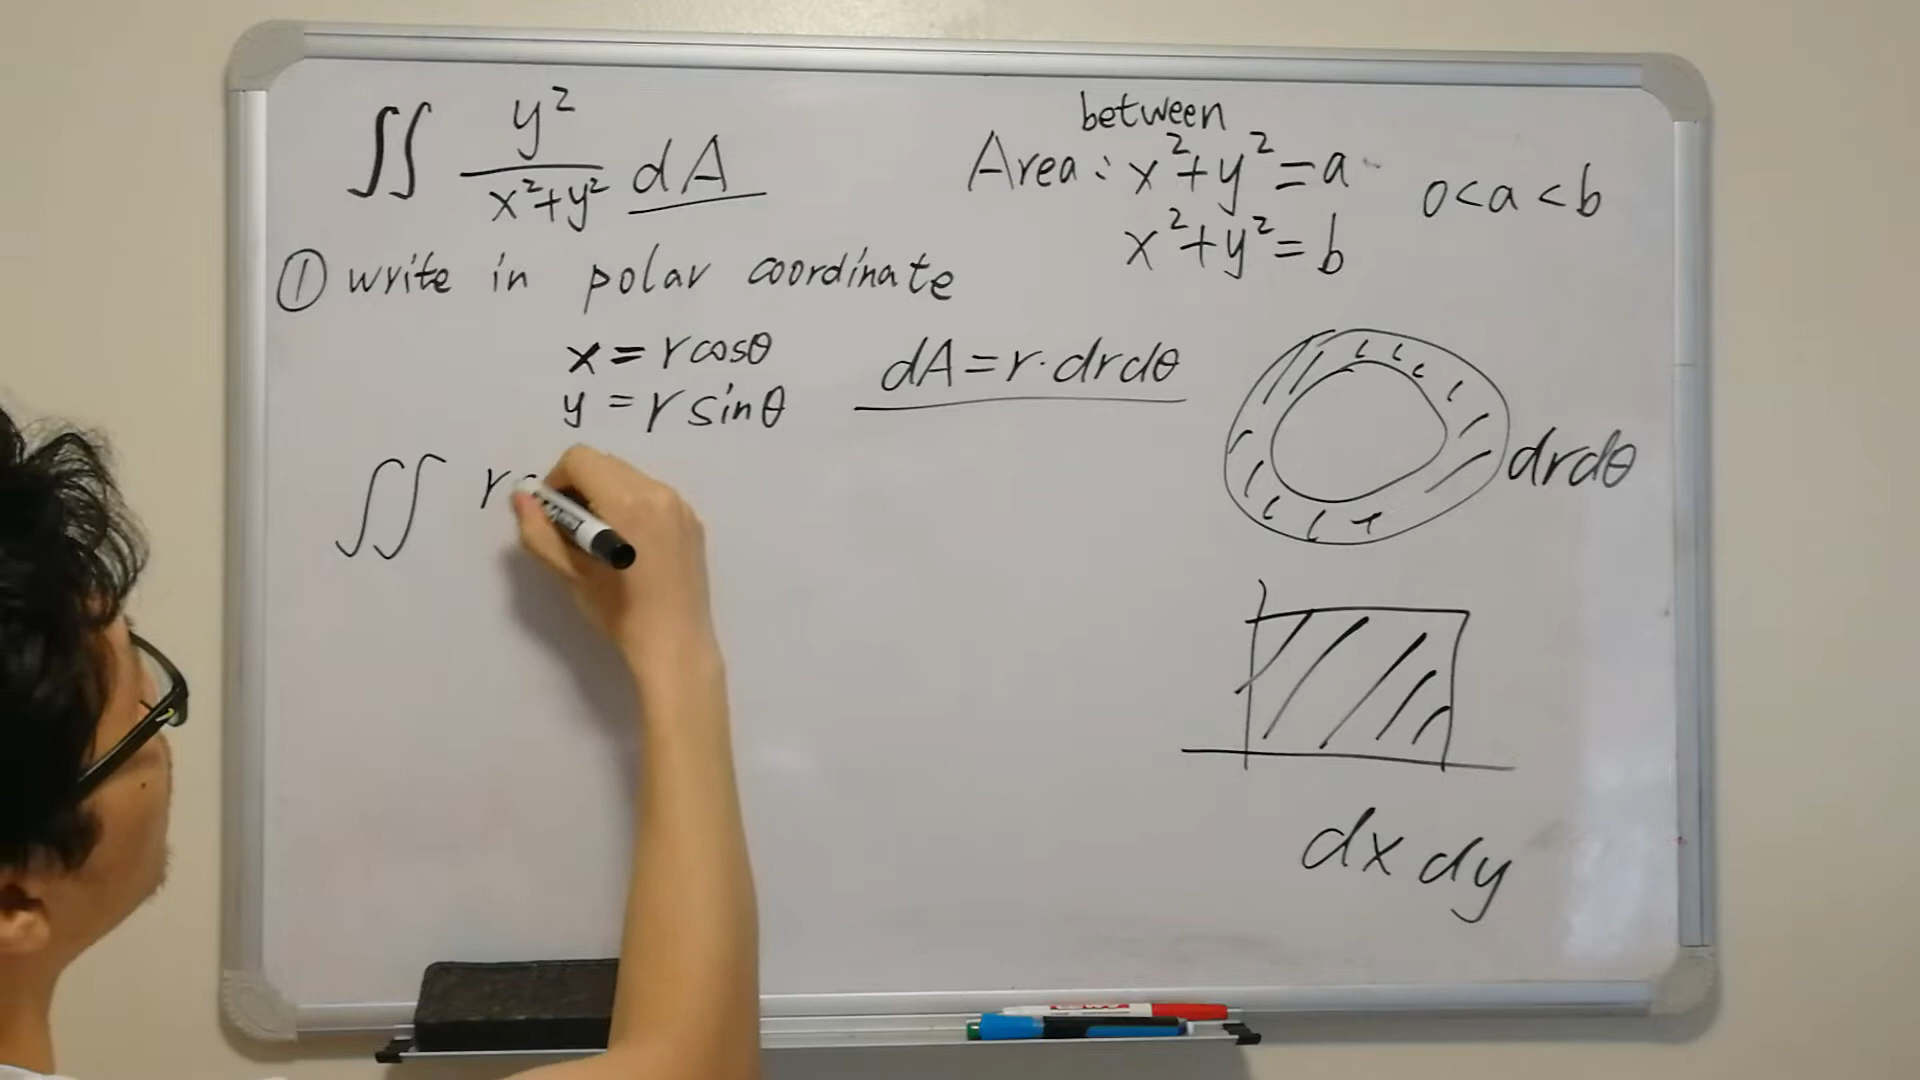 ∬ y²/(x²+y²) dA
between
Area: x²+y²=a
0<a<b
x²+y²=b
① write in polar coordinate
x = r cosθ
y = r sinθ
dA = r·drdθ
∬ r
drdθ
dx dy